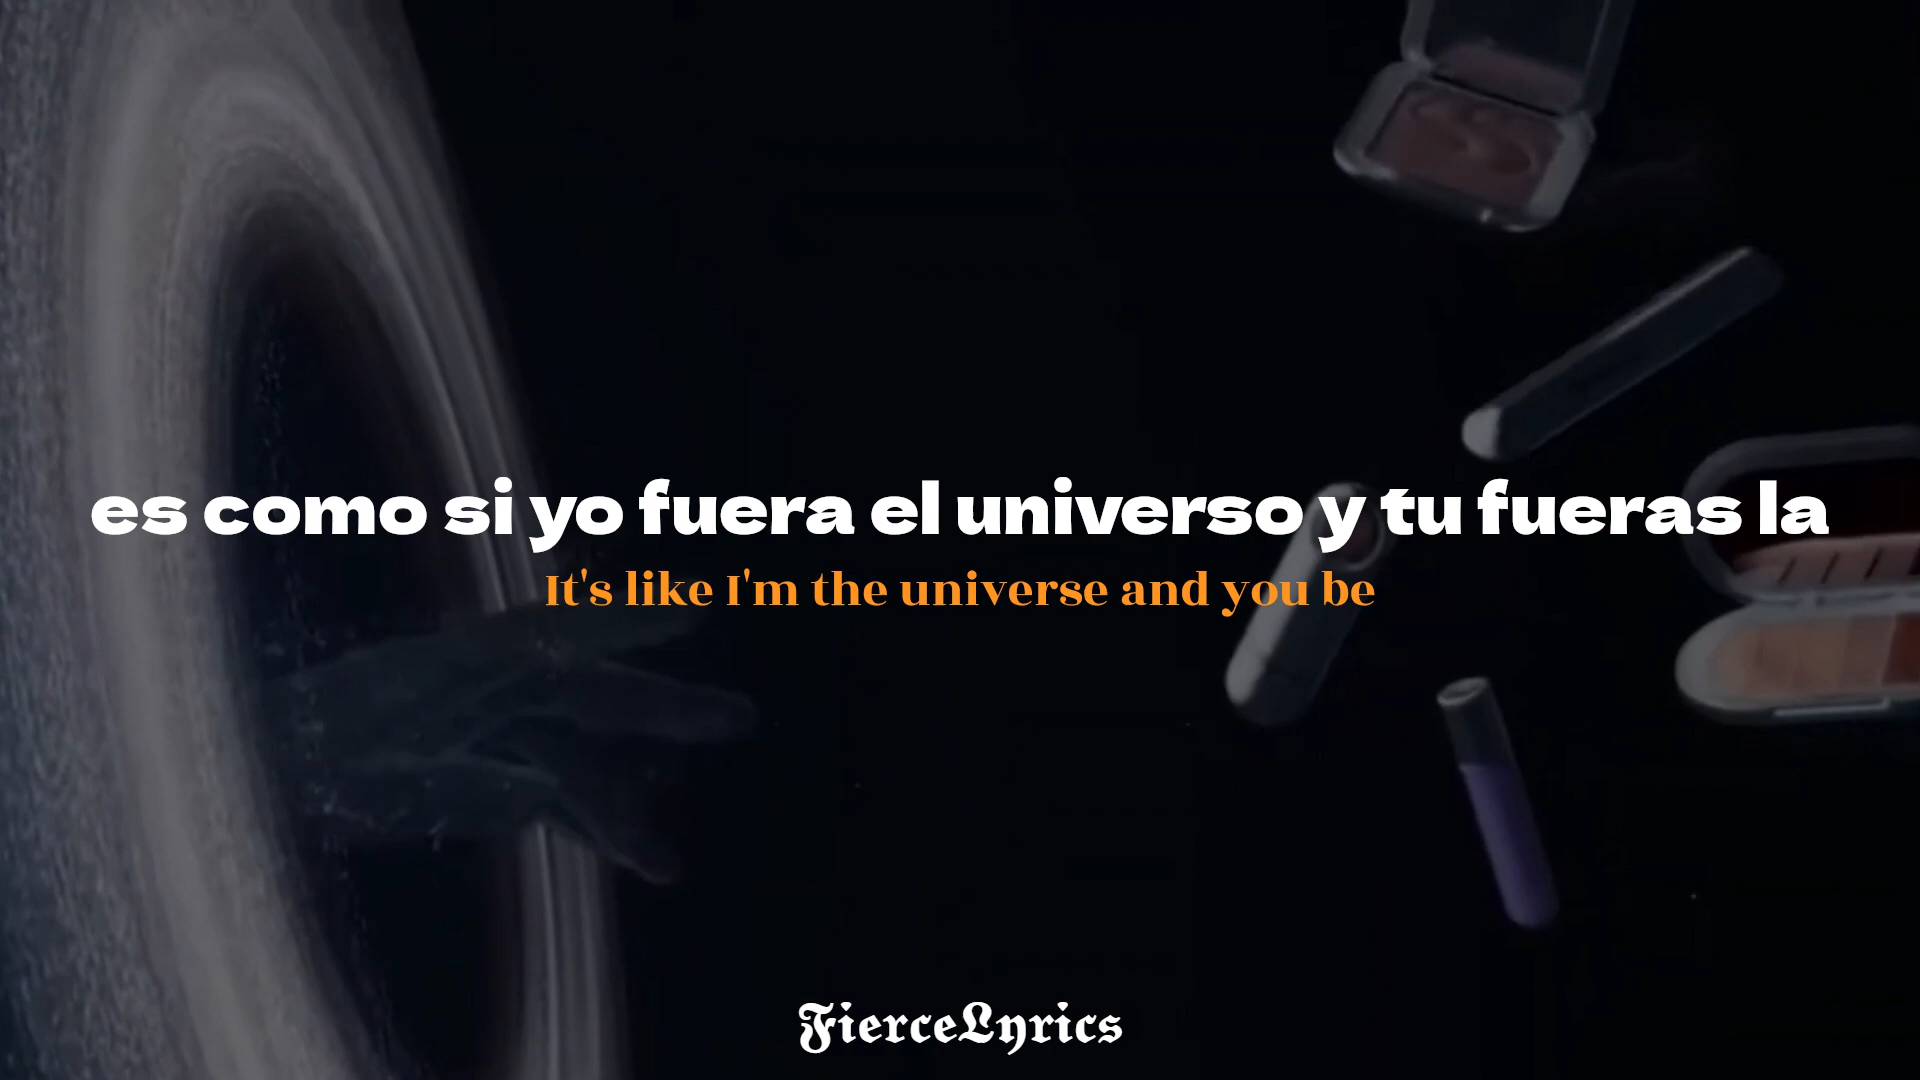 es como si yo fuera el universo y tu fueras la
It's like I'm the universe and you be
FierceLyrics